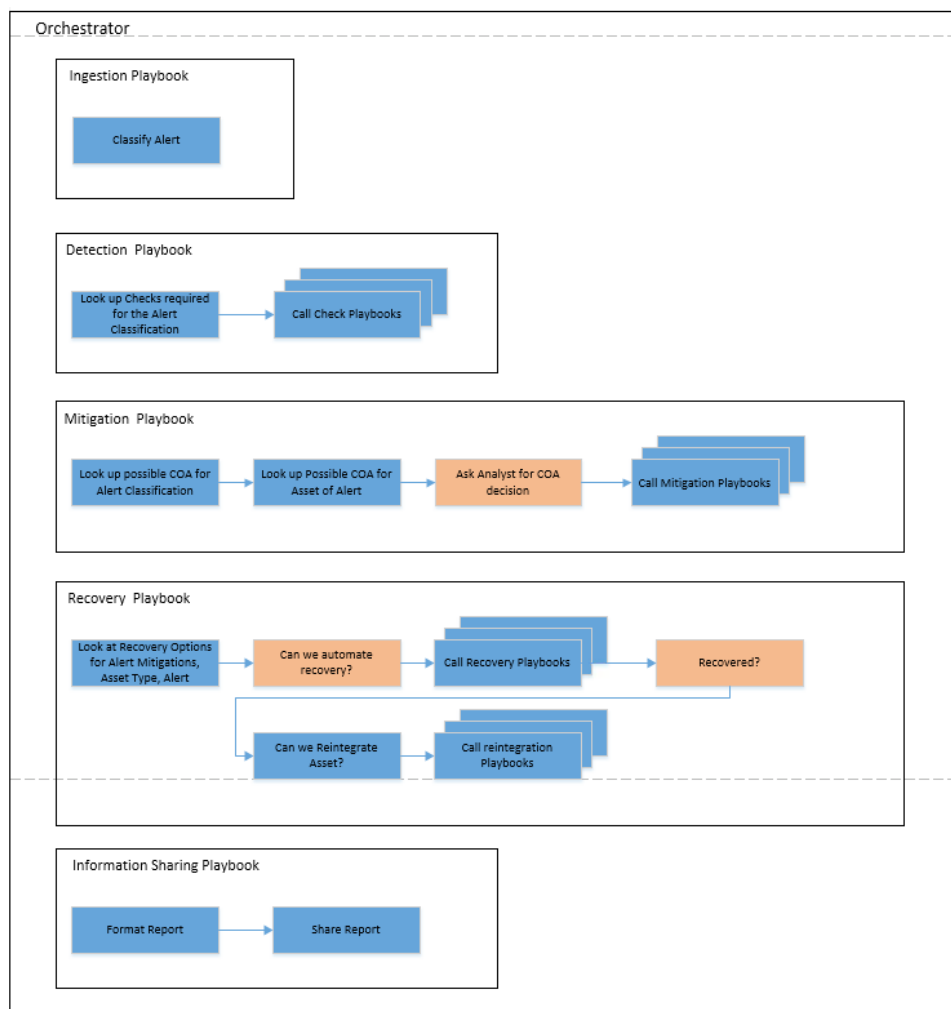 Orchestrator
Ingestion Playbook
Classify Alert
Detection Playbook
Look up Checks required
for the Alert
Classification
Call Check Playbooks
Mitigation Playbook
Look up possible COA for
Alert Classification
Look up Possible COA for
Asset of Alert
Ask Analyst for COA
decision
Call Mitigation Playbooks
Recovery Playbook
Look at Recovery Options
for Alert Mitigations,
Asset Type, Alert
Can we automate
recovery?
Call Recovery Playbooks
Recovered?
Can we Reintegrate
Asset?
Call reintegration
Playbooks
Information Sharing Playbook
Format Report
Share Report